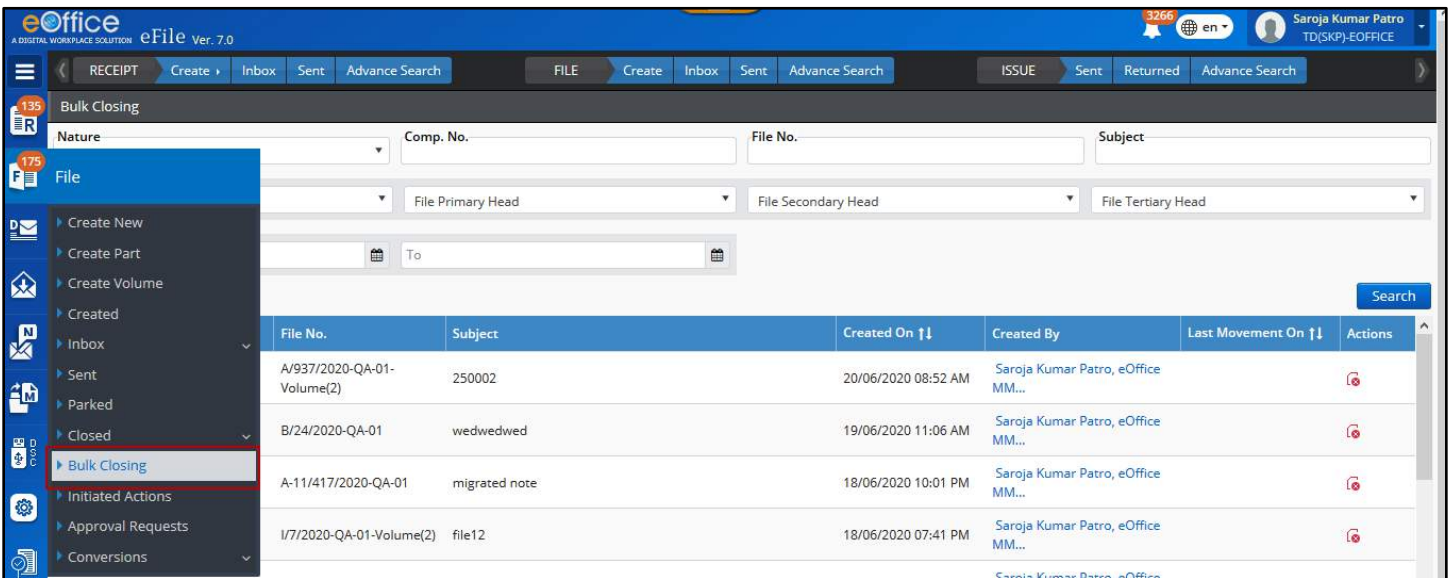 eOffice
A DIGITAL WORKPLACE SOLUTION eFile Ver. 7.0
3266
en
Saroja Kumar Patro
TD(SKP)-EOFFICE
RECEIPT Create Inbox Sent Advance Search FILE Create Inbox Sent Advance Search ISSUE Sent Returned Advance Search
135
R
Bulk Closing
Nature Comp. No. File No. Subject
175
F
File
File Primary Head File Secondary Head File Tertiary Head
To
Search
Create New
Create Part
Create Volume
Created
Inbox
Sent
Parked
Closed
Bulk Closing
Initiated Actions
Approval Requests
Conversions
D
N
M
DSC
File No. Subject Created On Created By Last Movement On Actions
A/937/2020-QA-01-
Volume(2)
250002 20/06/2020 08:52 AM Saroja Kumar Patro, eOffice
MM...
B/24/2020-QA-01 wedwedwed 19/06/2020 11:06 AM Saroja Kumar Patro, eOffice
MM...
A-11/417/2020-QA-01 migrated note 18/06/2020 10:01 PM Saroja Kumar Patro, eOffice
MM...
I/7/2020-QA-01-Volume(2) file12 18/06/2020 07:41 PM Saroja Kumar Patro, eOffice
MM...
Saroja Kumar Patro, eOffice